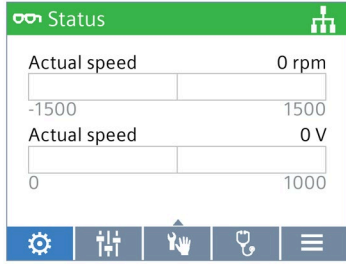 Status
Actual speed 0 rpm
-1500 1500
Actual speed 0 V
0 1000